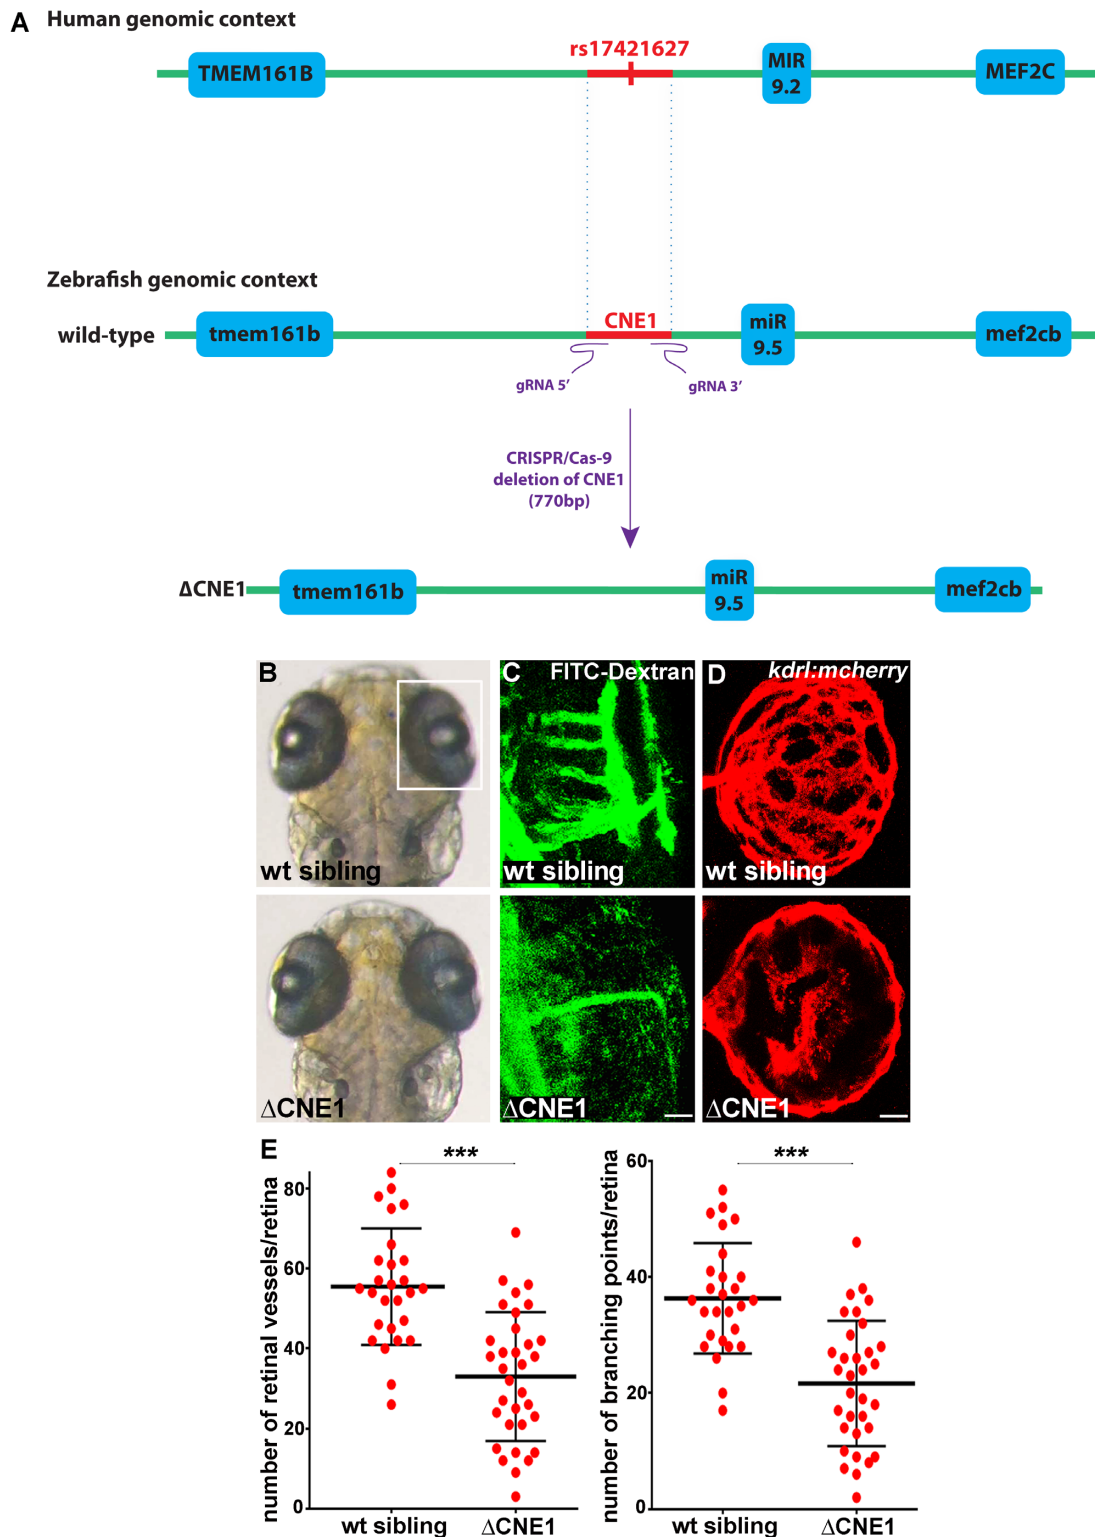 A Human genomic context
rs17421627
TMEM161B
MIR
9.2
MEF2C
Zebrafish genomic context
wild-type
tmem161b
CNE1
miR
9.5
mef2cb
gRNA 5′
gRNA 3′
CRISPR/Cas-9
deletion of CNE1
(770bp)
ΔCNE1
tmem161b
miR
9.5
mef2cb
B
wt sibling
C
FITC-Dextran
wt sibling
D
kdrl:mcherry
wt sibling
ΔCNE1
ΔCNE1
ΔCNE1
E
number of retinal vessels/retina
80
60
40
20
0
***
wt sibling
ΔCNE1
number of branching points/retina
60
40
20
0
***
wt sibling
ΔCNE1